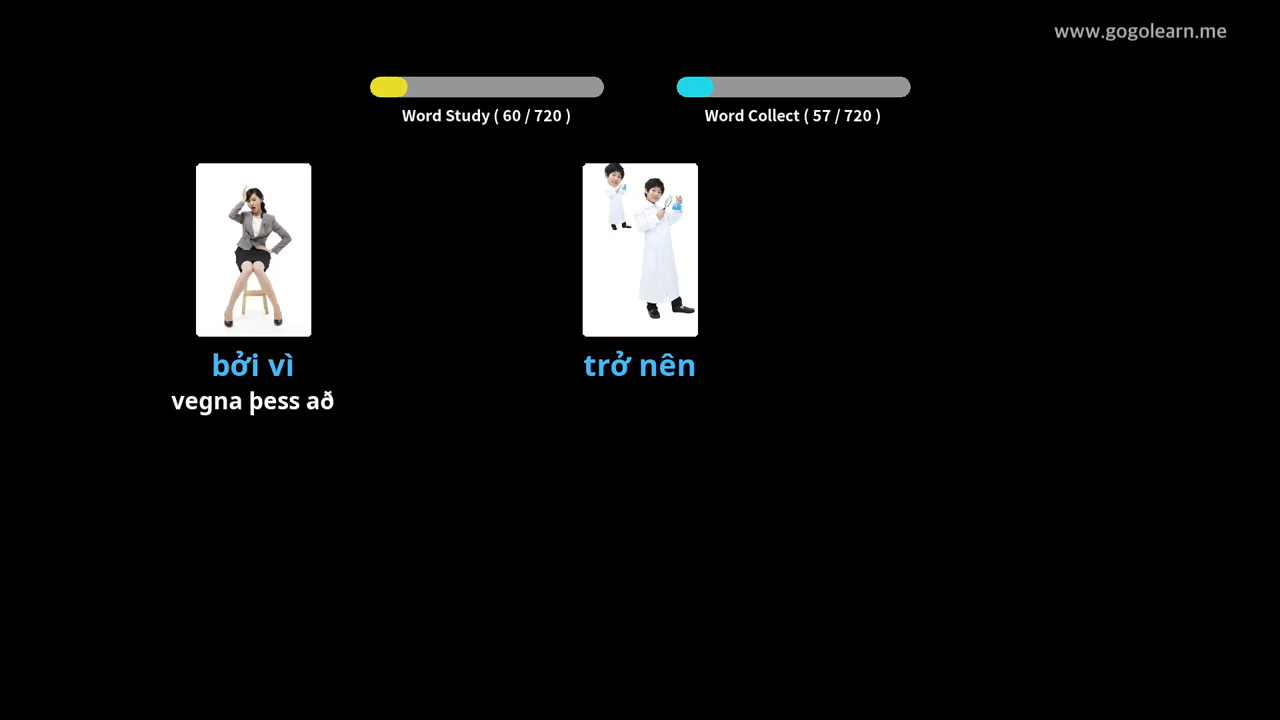 www.gogolearn.me
Word Study ( 60 / 720 )
Word Collect ( 57 / 720 )
bởi vì
trở nên
vegna þess að